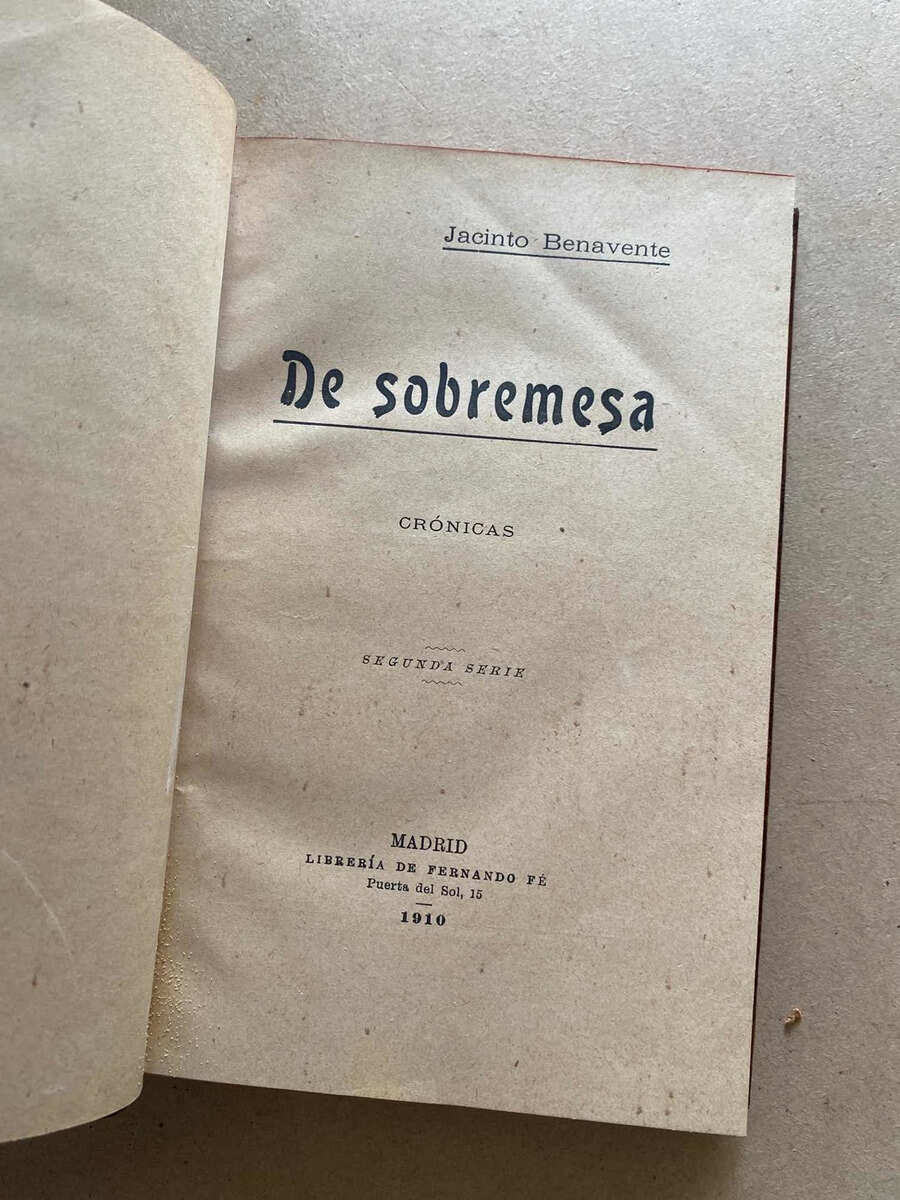 Jacinto Benavente
De sobremesa
CRÓNICAS
SEGUNDA SERIE
MADRID
LIBRERÍA DE FERNANDO FÉ
Puerta del Sol, 15
1910